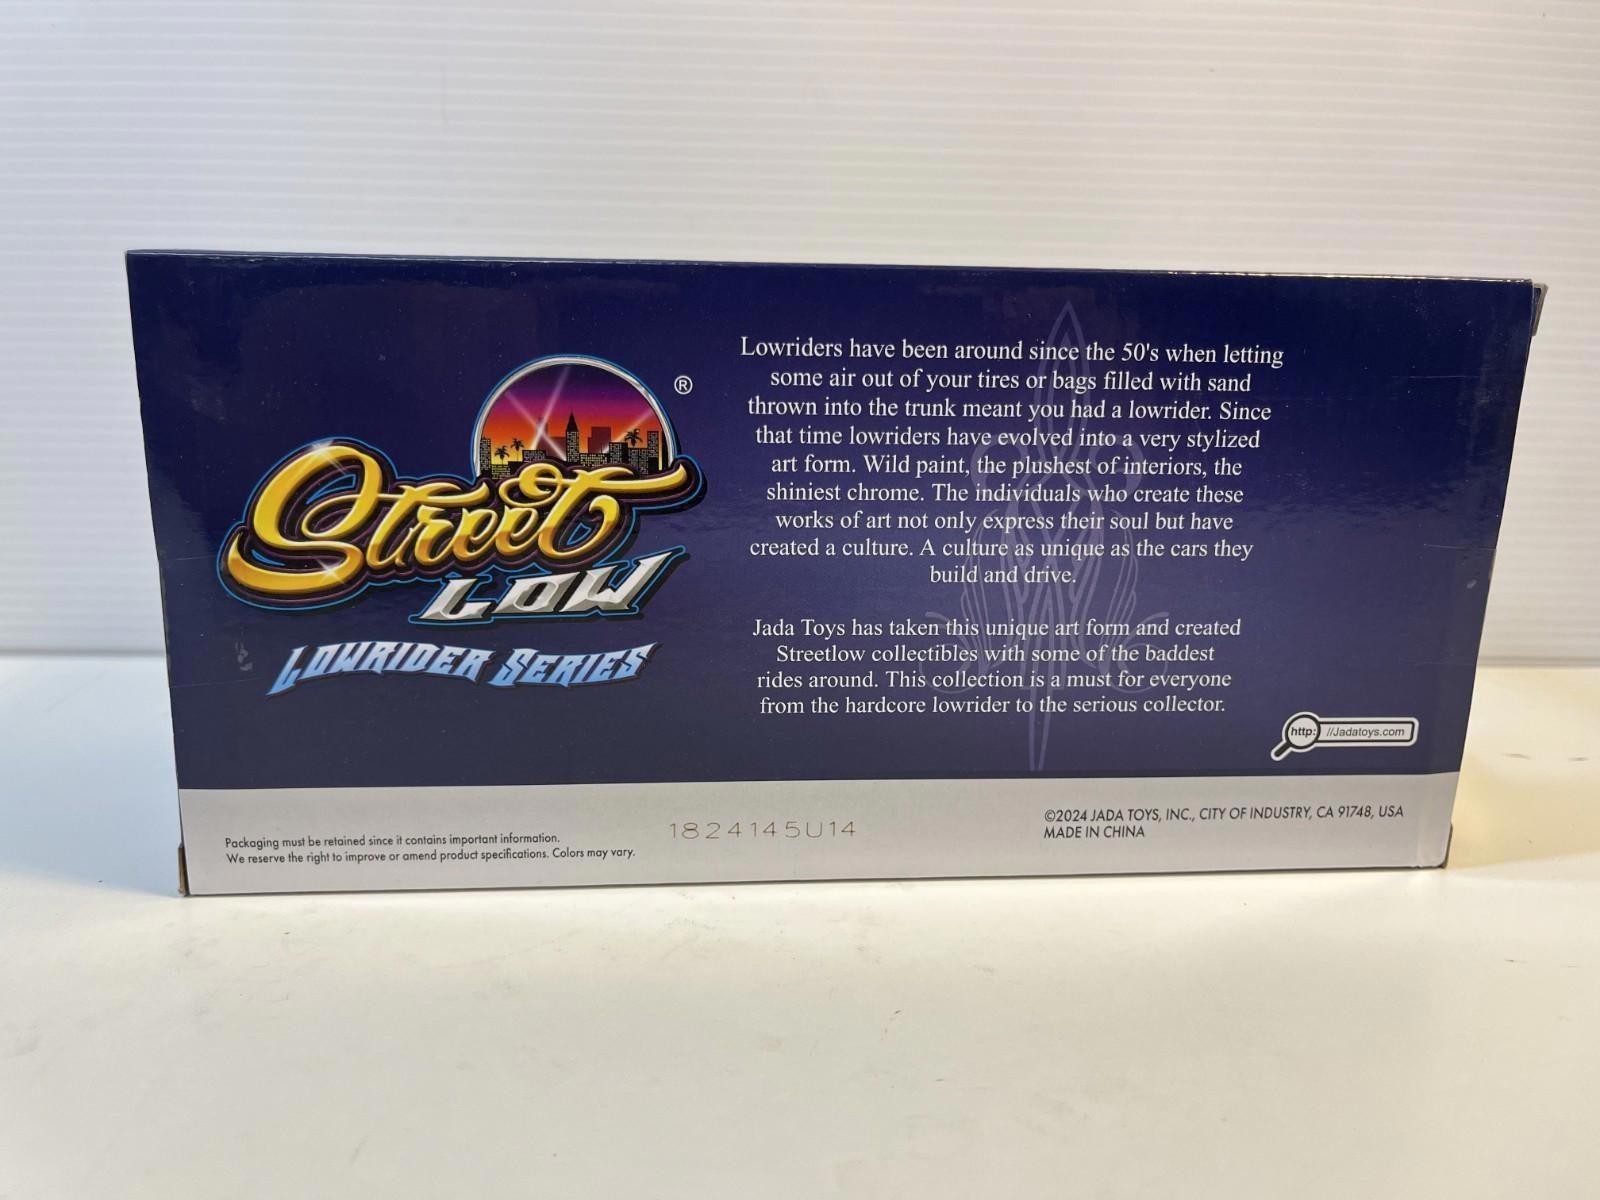 Street
LOW
®
LOWRIDER SERIES
Lowriders have been around since the 50's when letting
some air out of your tires or bags filled with sand
thrown into the trunk meant you had a lowrider. Since
that time lowriders have evolved into a very stylized
art form. Wild paint, the plushest of interiors, the
shiniest chrome. The individuals who create these
works of art not only express their soul but have
created a culture. A culture as unique as the cars they
build and drive.
Jada Toys has taken this unique art form and created
Streetlow collectibles with some of the baddest
rides around. This collection is a must for everyone
from the hardcore lowrider to the serious collector.
http: //Jadatoys.com
Packaging must be retained since it contains important information.
We reserve the right to improve or amend product specifications. Colors may vary.
1824145U14
©2024 JADA TOYS, INC., CITY OF INDUSTRY, CA 91748, USA
MADE IN CHINA